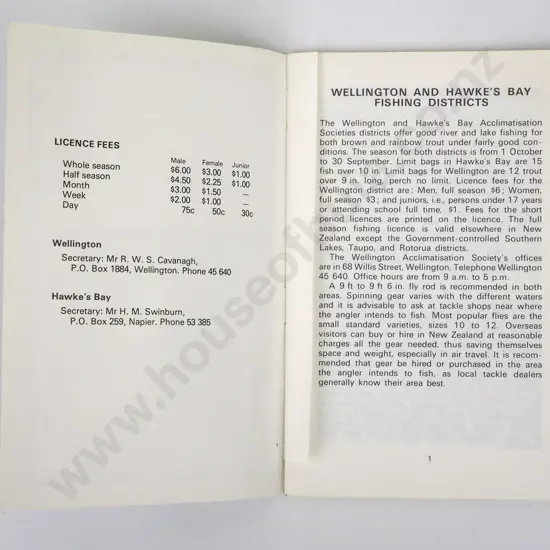 LICENCE FEES
Male Female Junior
Whole season $6.00 $3.00 $1.00
Half season $4.50 $2.25 $1.00
Month $3.00 $1.50 —
Week $2.00 $1.00 —
Day 75c 50c 30c
Wellington
Secretary: Mr R. W. S. Cavanagh,
P.O. Box 1884, Wellington. Phone 45 640
Hawke's Bay
Secretary: Mr H. M. Swinburn,
P.O. Box 259, Napier. Phone 53 385
WELLINGTON AND HAWKE'S BAY
FISHING DISTRICTS
The Wellington and Hawke's Bay Acclimatisation
Societies districts offer good river and lake fishing for
both brown and rainbow trout under fairly good con-
ditions. The season for both districts is from 1 October
to 30 September. Limit bags in Hawke's Bay are 15
fish over 10 in. Limit bags for Wellington are 12 trout
over 9 in. long, perch no limit. Licence fees for the
Wellington district are: Men, full season $6; Women,
full season $3; and juniors, i.e., persons under 17 years
or attending school full time, $1. Fees for the short
period licences are printed on the licence. The full
season fishing licence is valid elsewhere in New
Zealand except the Government-controlled Southern
Lakes, Taupo, and Rotorua districts.
The Wellington Acclimatisation Society's offices
are in 68 Willis Street, Wellington. Telephone Wellington
45 640. Office hours are from 9 a.m. to 5 p.m.
A 9 ft to 9 ft 6 in. fly rod is recommended in both
areas. Spinning gear varies with the different waters
and it is advisable to ask at tackle shops near where
the angler intends to fish. Most popular flies are the
small standard varieties, sizes 10 to 12. Overseas
visitors can buy or hire in New Zealand at reasonable
charges all the gear needed, thus saving themselves
space and weight, especially in air travel. It is recom-
mended that gear be hired or purchased in the area
the angler intends to fish, as local tackle dealers
generally know their area best.
1